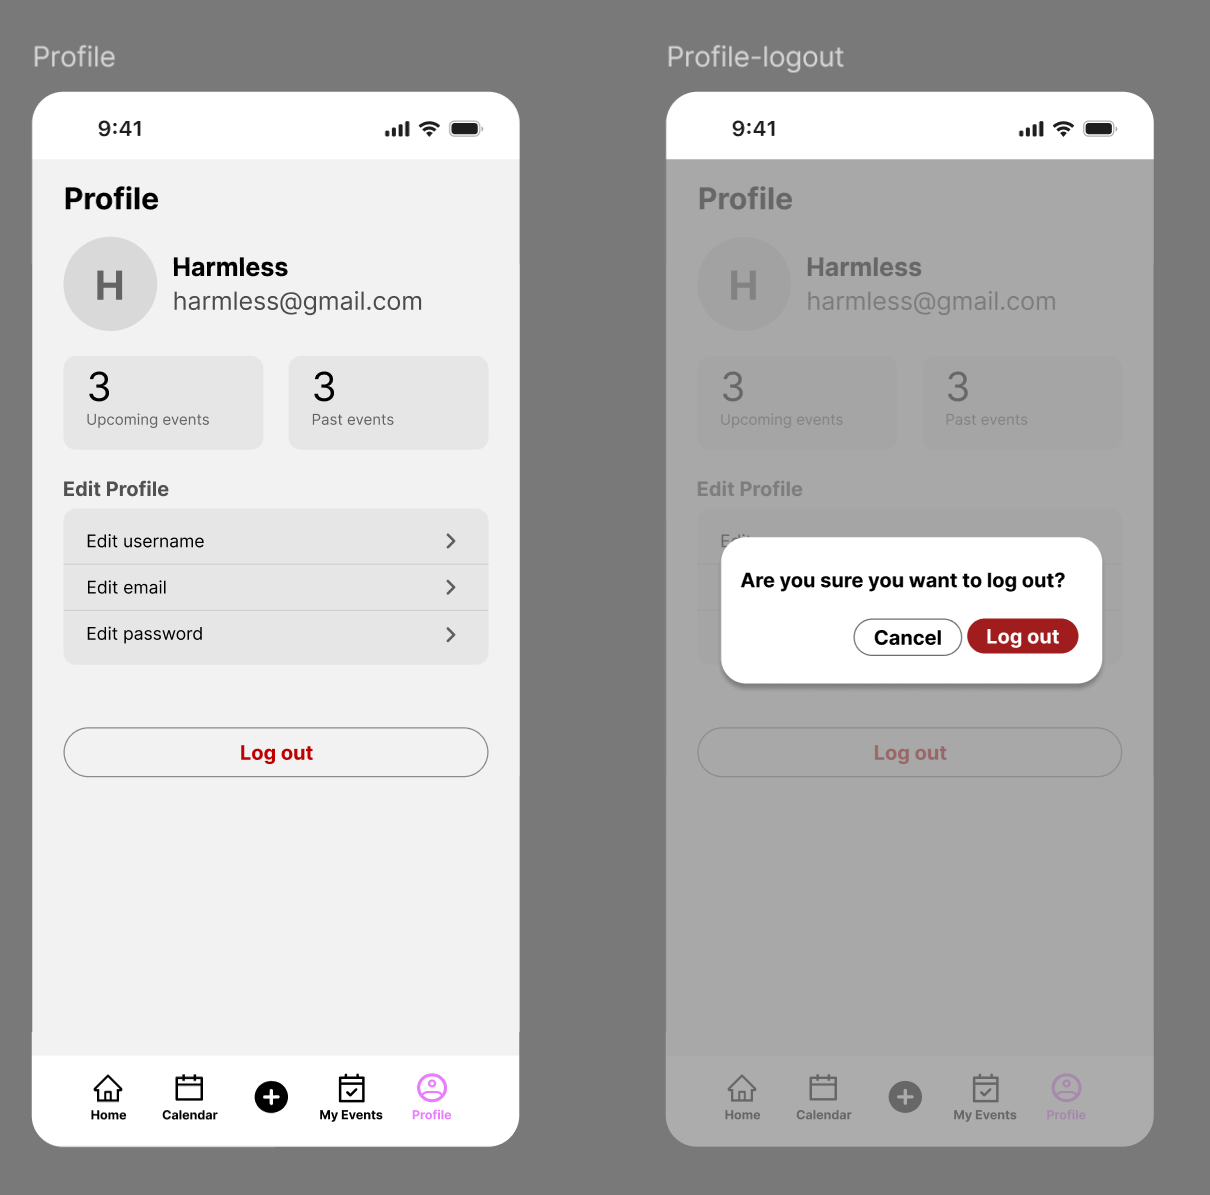 Profile
9:41
Profile
H
Harmless
harmless@gmail.com
3
Upcoming events
3
Past events
Edit Profile
Edit username
Edit email
Edit password
Log out
Home
Calendar
My Events
Profile
Profile-logout
9:41
Profile
H
Harmless
harmless@gmail.com
3
Upcoming events
3
Past events
Edit Profile
Are you sure you want to log out?
Cancel
Log out
Log out
Home
Calendar
My Events
Profile